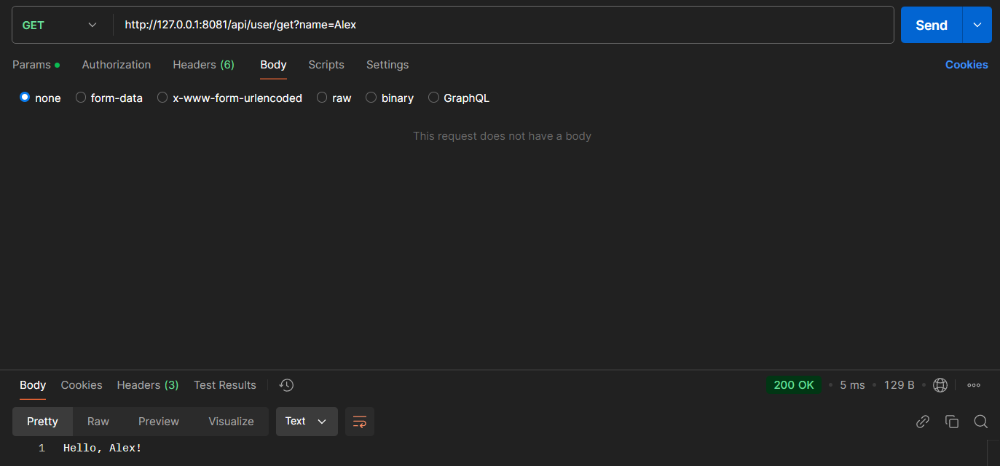 GET http://127.0.0.1:8081/api/user/get?name=Alex Send
Params Authorization Headers (6) Body Scripts Settings Cookies
none form-data x-www-form-urlencoded raw binary GraphQL
This request does not have a body
Body Cookies Headers (3) Test Results 200 OK 5 ms 129 B
Pretty Raw Preview Visualize Text
1 Hello, Alex!